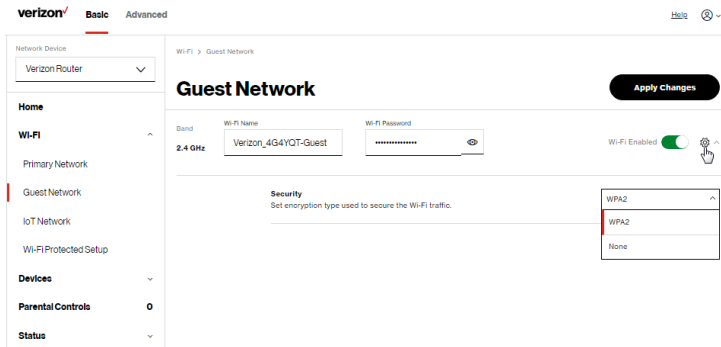 verizon
Basic
Advanced
Help
Network Device
Verizon Router
Home
Wi-Fi
Primary Network
Guest Network
IoT Network
Wi-Fi Protected Setup
Devices
Parental Controls 0
Status
Wi-Fi > Guest Network
Guest Network
Apply Changes
Band
2.4 GHz
Wi-Fi Name
Verizon_4G4YQT-Guest
Wi-Fi Password
•••••••••••••••
Wi-Fi Enabled
Security
Set encryption type used to secure the Wi-Fi traffic.
WPA2
WPA2
None